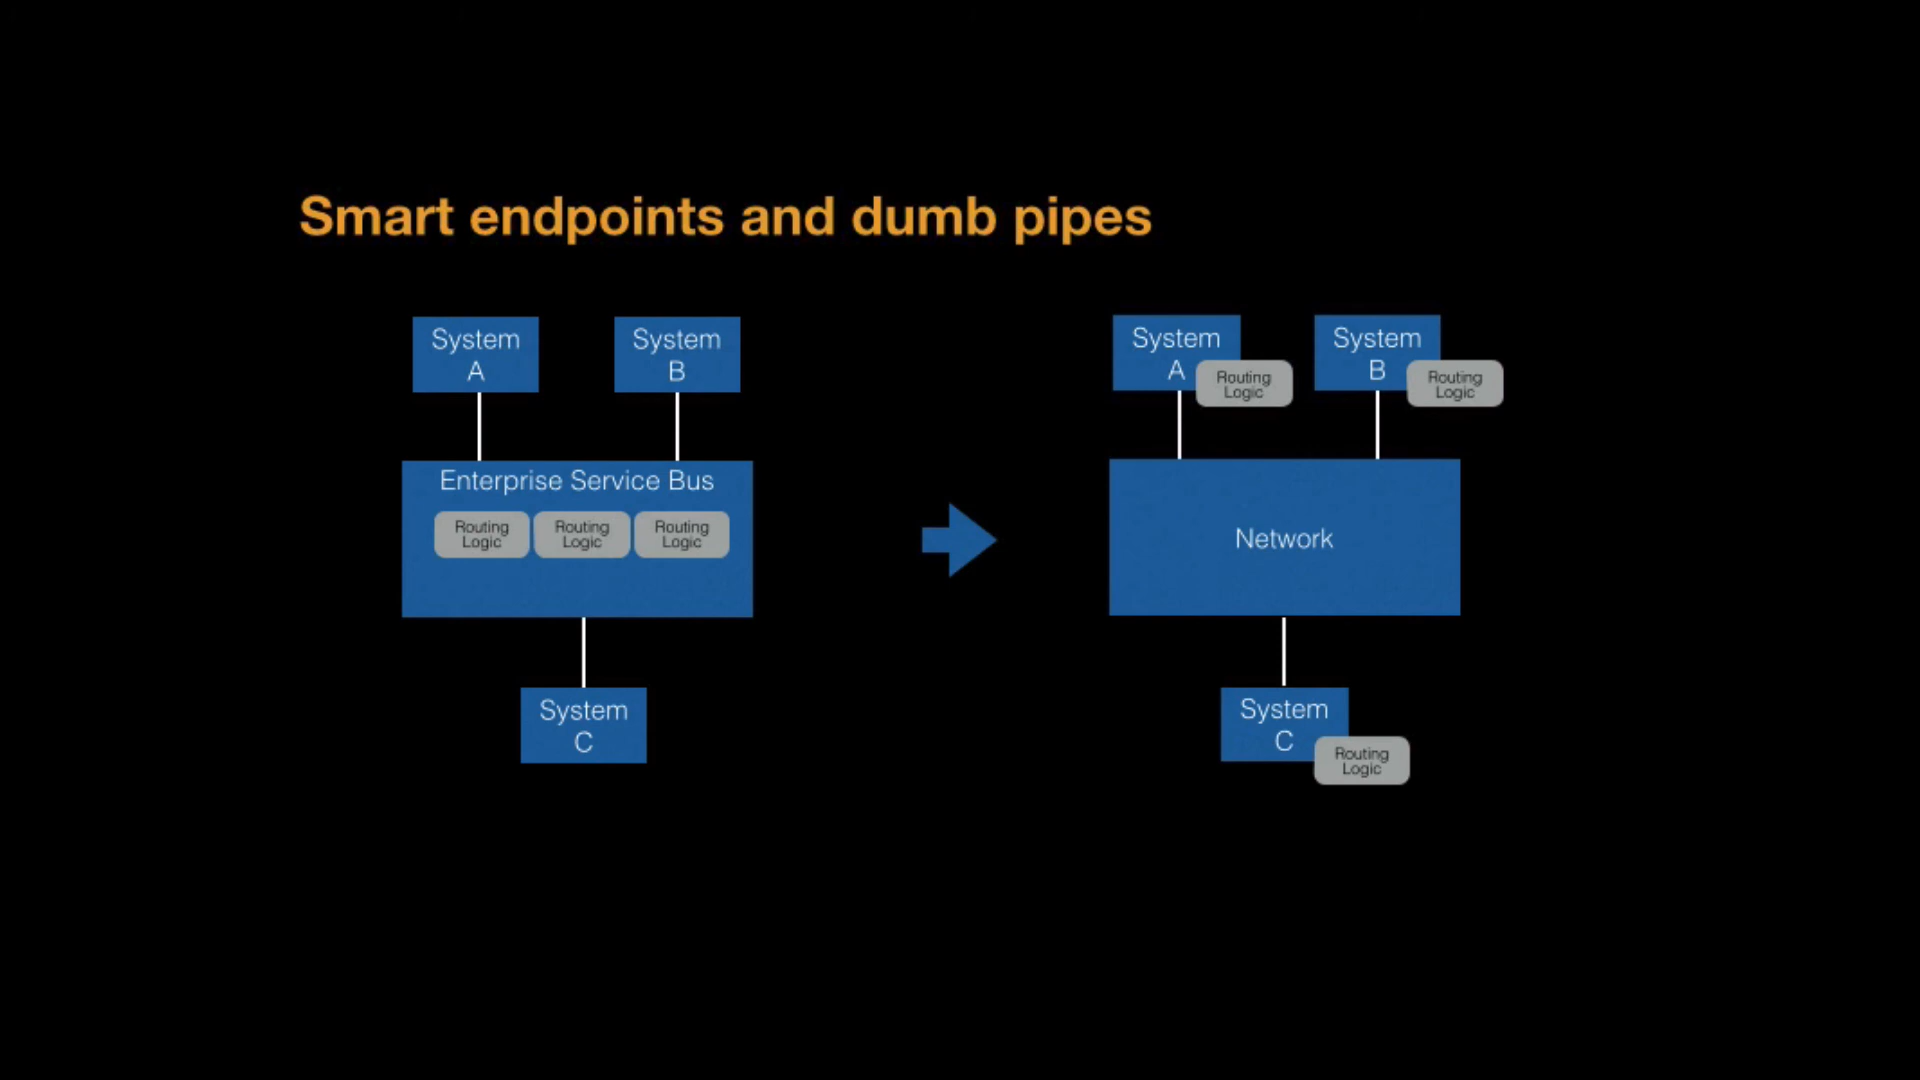 Smart endpoints and dumb pipes
System
A
System
B
Enterprise Service Bus
Routing
Logic
Routing
Logic
Routing
Logic
System
C
System
A
Routing
Logic
System
B
Routing
Logic
Network
System
C
Routing
Logic